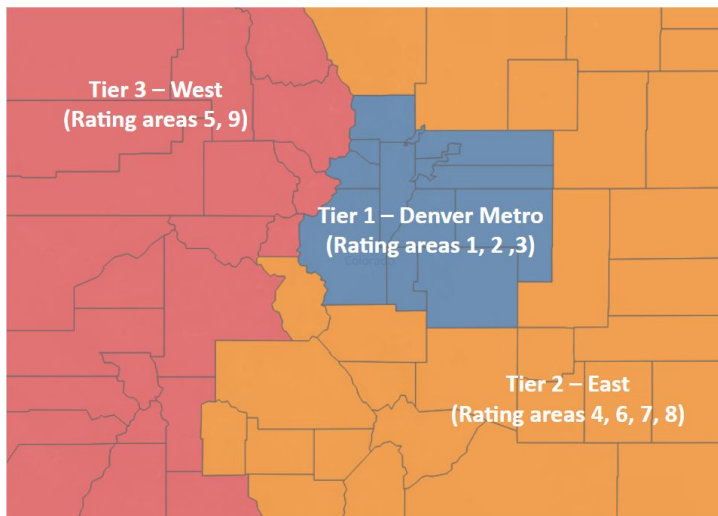 Tier 3 – West
(Rating areas 5, 9)
Tier 1 – Denver Metro
(Rating areas 1, 2 ,3)
Colorado
Tier 2 – East
(Rating areas 4, 6, 7, 8)